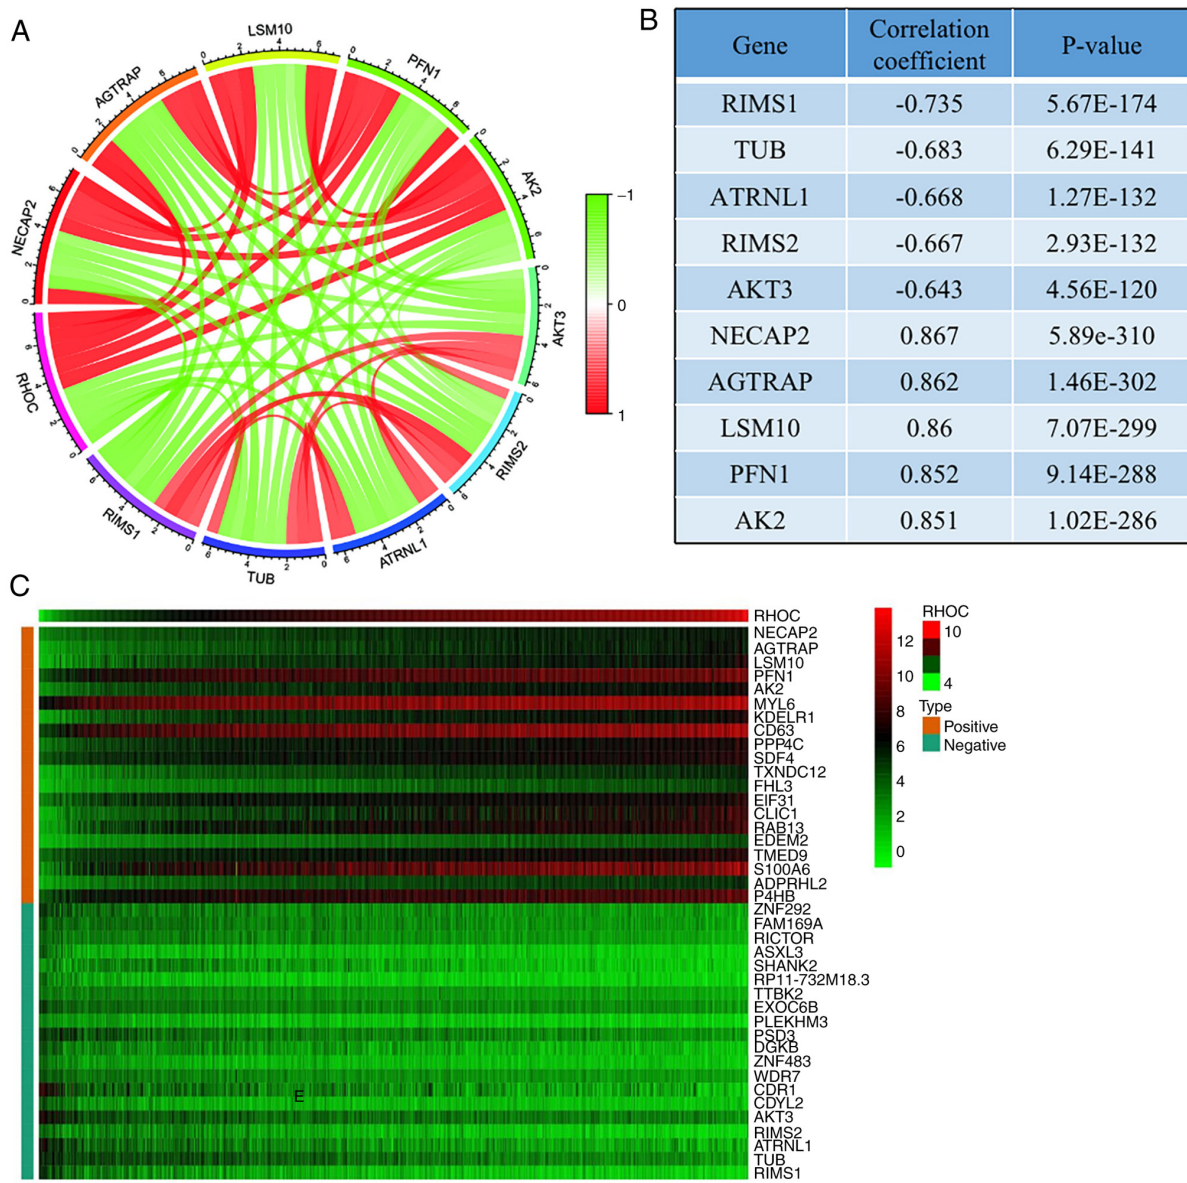 A
LSM10
PFN1
AK2
AKT3
RIMS2
ATRNL1
TUB
RIMS1
RHOC
NECAP2
AGTRAP
−1
0
1
B
Gene Correlation coefficient P-value
RIMS1 -0.735 5.67E-174
TUB -0.683 6.29E-141
ATRNL1 -0.668 1.27E-132
RIMS2 -0.667 2.93E-132
AKT3 -0.643 4.56E-120
NECAP2 0.867 5.89e-310
AGTRAP 0.862 1.46E-302
LSM10 0.86 7.07E-299
PFN1 0.852 9.14E-288
AK2 0.851 1.02E-286
C
RHOC
NECAP2
AGTRAP
LSM10
PFN1
AK2
MYL6
KDELR1
CD63
PPP4C
SDF4
TXNDC12
FHL3
EIF31
CLIC1
RAB13
EDEM2
TMED9
S100A6
ADPRHL2
P4HB
ZNF292
FAM169A
RICTOR
ASXL3
SHANK2
RP11-732M18.3
TTBK2
EXOC6B
PLEKHM3
PSD3
DGKB
ZNF483
WDR7
CDR1
CDYL2
AKT3
RIMS2
ATRNL1
TUB
RIMS1
E
12
10
8
6
4
2
0
RHOC
10
4
Type
Positive
Negative